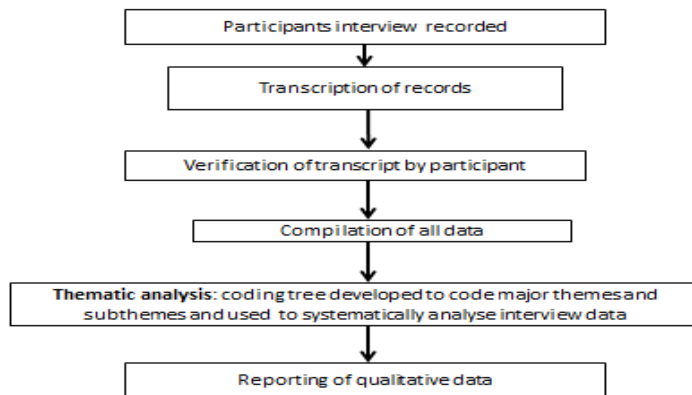 Participants interview recorded
Transcription of records
Verification of transcript by participant
Compilation of all data
Thematic analysis: coding tree developed to code major themes and
subthemes and used to systematically analyse interview data
Reporting of qualitative data